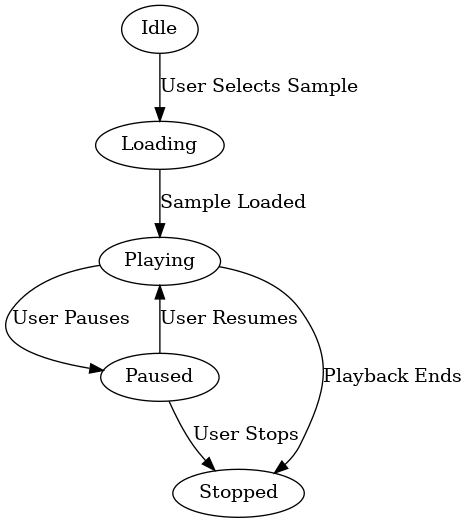 Idle
User Selects Sample
Loading
Sample Loaded
Playing
User Pauses
User Resumes
Playback Ends
Paused
User Stops
Stopped